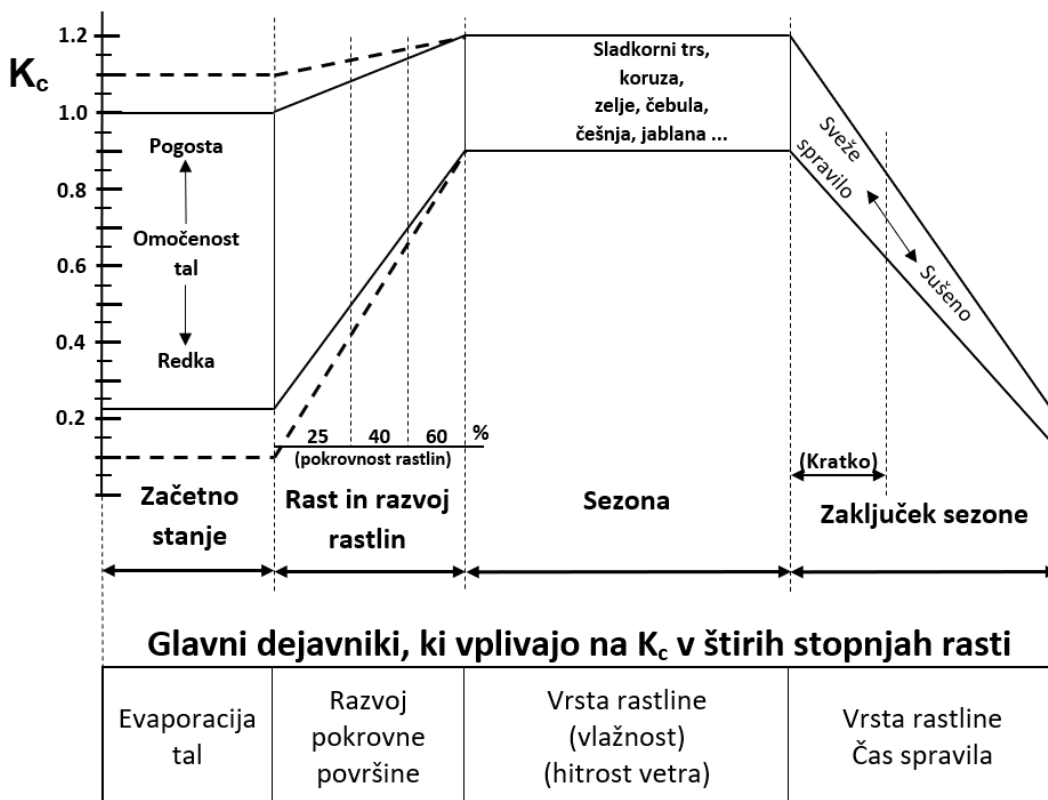 1.2
Kc
1.0
0.8
0.6
0.4
0.2
Pogosta
Omočenost
tal
Redka
25 40 60 %
(pokrovnost rastlin)
Sladkorni trs,
koruza,
zelje, čebula,
češnja, jablana ...
Sveže
spravilo
Sušeno
(Kratko)
Začetno
stanje
Rast in razvoj
rastlin
Sezona
Zaključek sezone
Glavni dejavniki, ki vplivajo na Kc v štirih stopnjah rasti
Evaporacija
tal
Razvoj
pokrovne
površine
Vrsta rastline
(vlažnost)
(hitrost vetra)
Vrsta rastline
Čas spravila